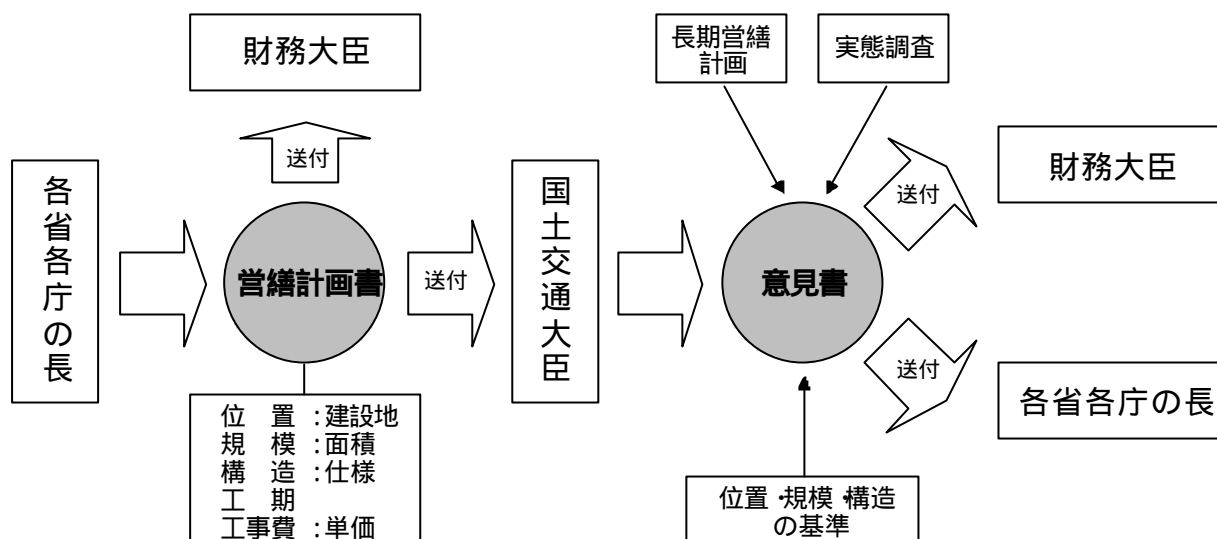 財務大臣
長期営繕
計画
実態調査
送付
各省各庁の長
営繕計画書
送付
国土交通大臣
意見書
送付
財務大臣
送付
各省各庁の長
位　置：建設地
規　模：面積
構　造：仕様
工　期
工事費：単価
位置・規模・構造
の基準